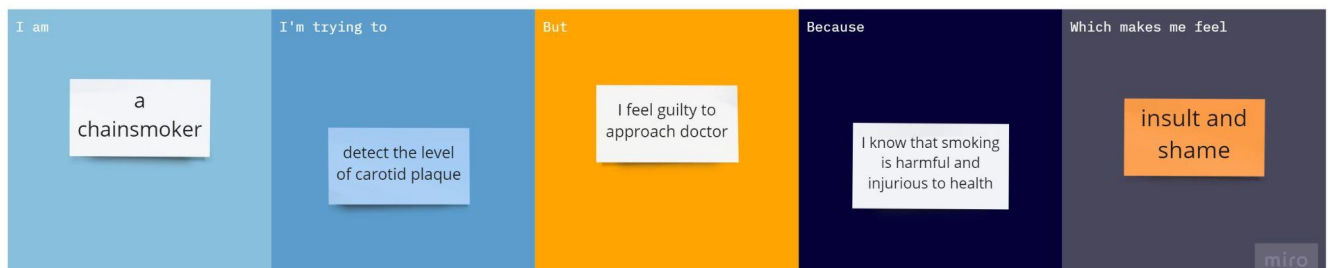 I am
a
chainsmoker
I'm trying to
detect the level
of carotid plaque
But
I feel guilty to
approach doctor
Because
I know that smoking
is harmful and
injurious to health
Which makes me feel
insult and
shame
miro